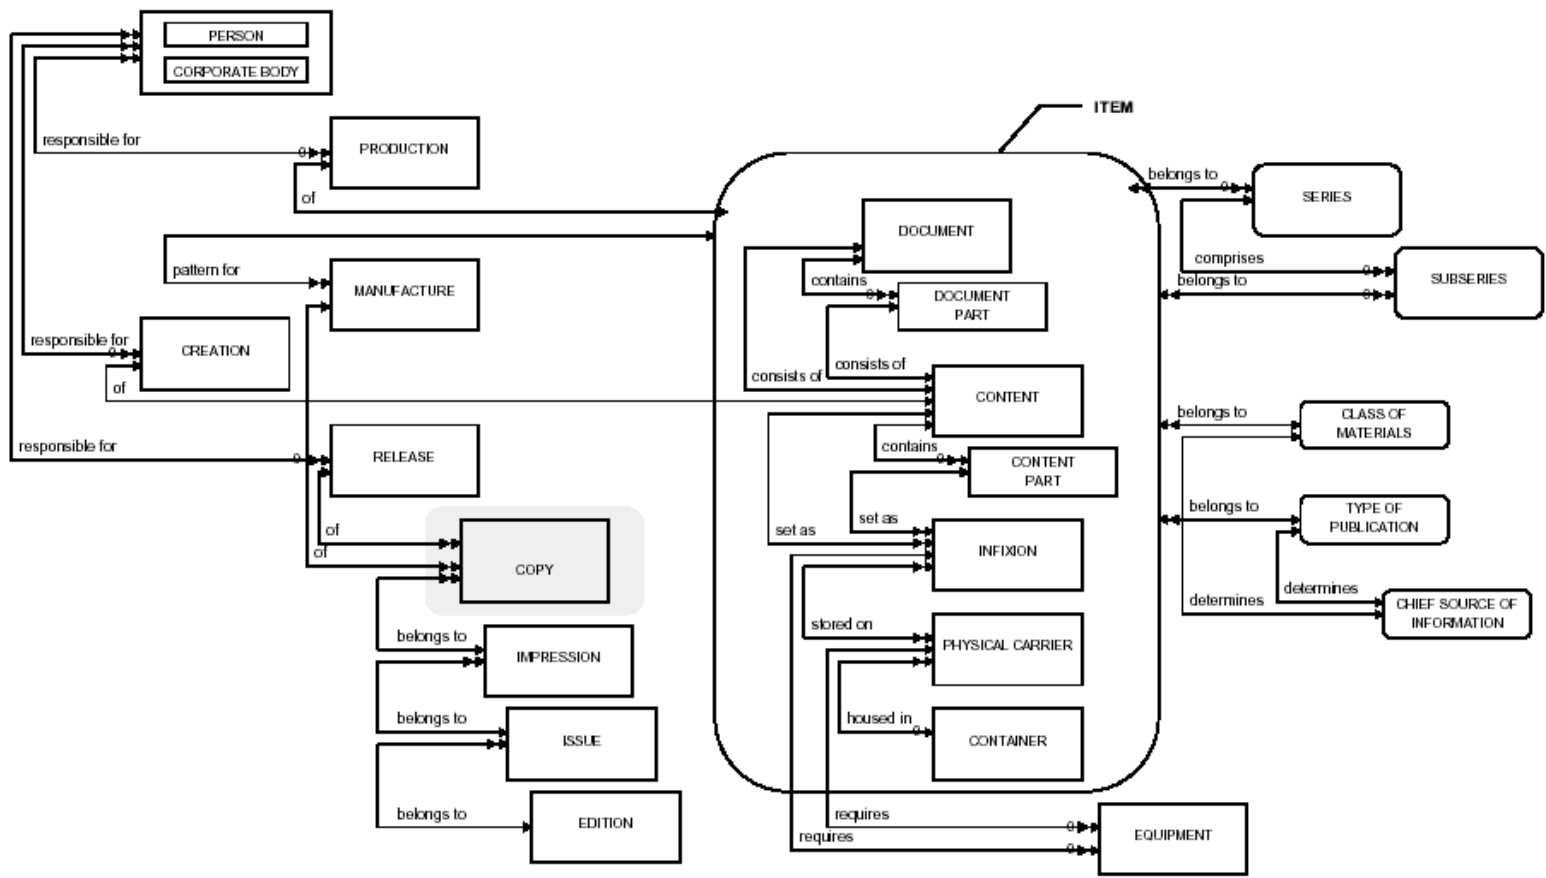 PERSON
CORPORATE BODY
responsible for
PRODUCTION
of
pattern for
MANUFACTURE
responsible for
CREATION
of
responsible for
RELEASE
of
of
COPY
belongs to
IMPRESSION
belongs to
ISSUE
belongs to
EDITION
ITEM
DOCUMENT
contains
DOCUMENT
PART
consists of
consists of
CONTENT
contains
CONTENT
PART
set as
set as
INFIXION
stored on
PHYSICAL CARRIER
housed in
CONTAINER
requires
requires
EQUIPMENT
belongs to
SERIES
comprises
belongs to
SUBSERIES
belongs to
CLASS OF
MATERIALS
belongs to
TYPE OF
PUBLICATION
determines
determines
CHIEF SOURCE OF
INFORMATION